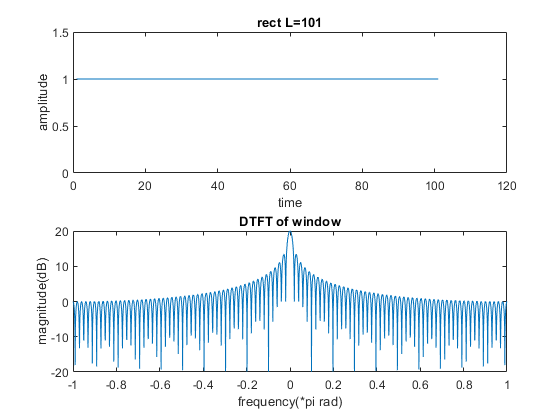 rect L=101
1.5
1
0.5
0
amplitude
0 20 40 60 80 100 120
time
DTFT of window
20
10
0
-10
-20
magnitude(dB)
-1 -0.8 -0.6 -0.4 -0.2 0 0.2 0.4 0.6 0.8 1
frequency(*pi rad)